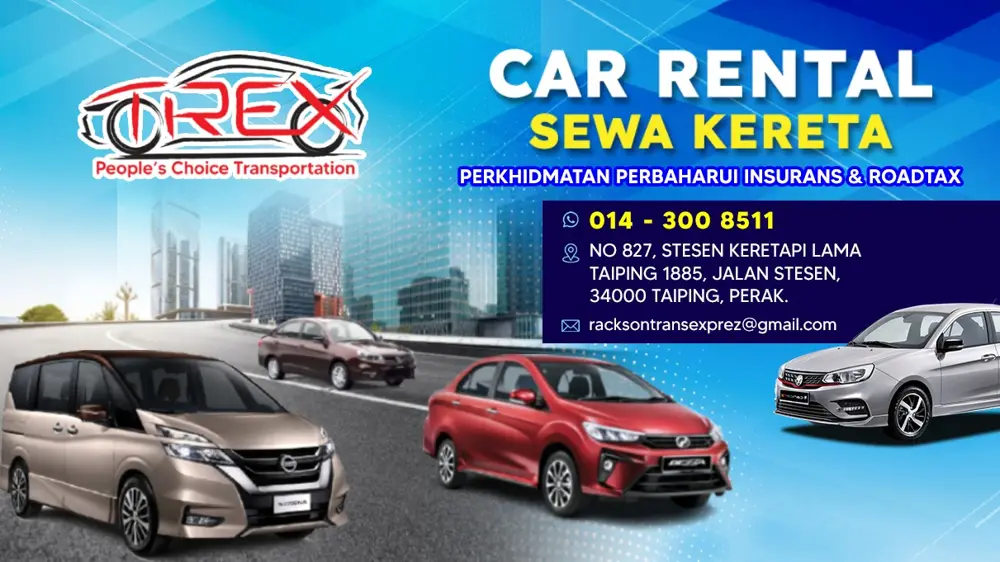 TREX
People's Choice Transportation
CAR RENTAL
SEWA KERETA
PERKHIDMATAN PERBAHARUI INSURANS & ROADTAX
014 - 300 8511
NO 827, STESEN KERETAPI LAMA
TAIPING 1885, JALAN STESEN,
34000 TAIPING, PERAK.
racksontransexprez@gmail.com
BEZZA